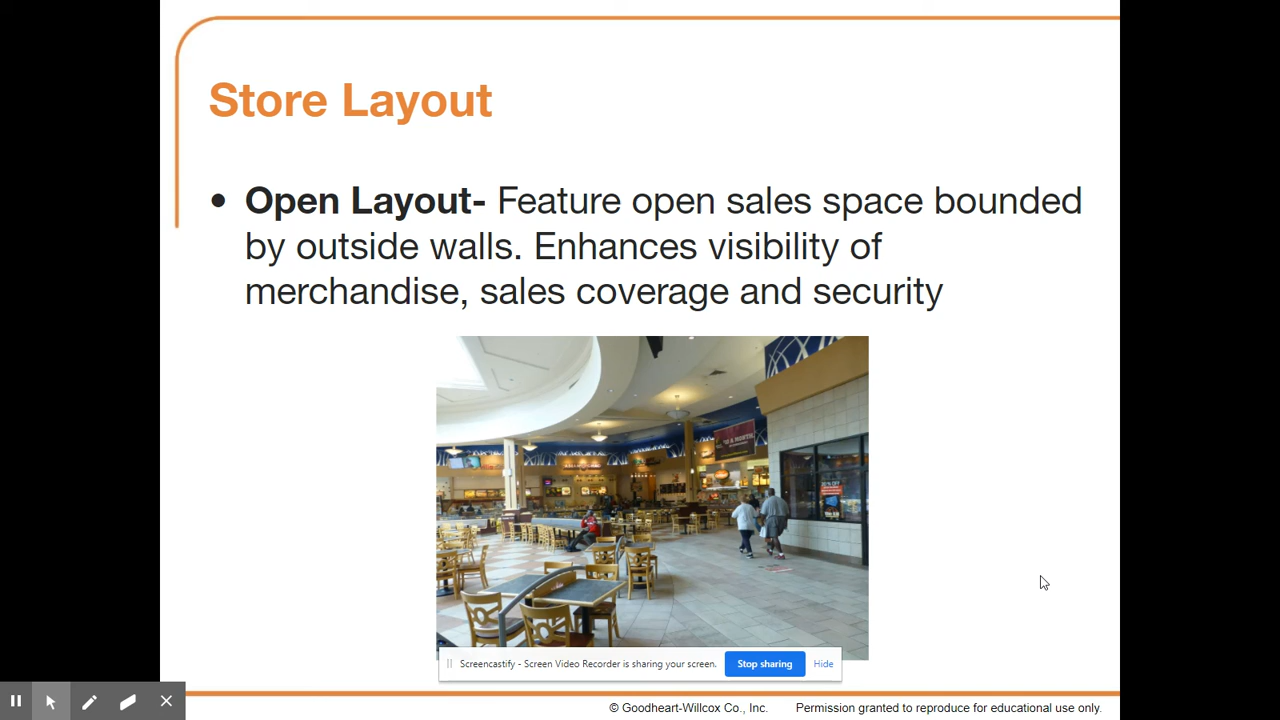 Store Layout
• Open Layout- Feature open sales space bounded
by outside walls. Enhances visibility of
merchandise, sales coverage and security
Screencastify - Screen Video Recorder is sharing your screen. Stop sharing Hide
© Goodheart-Willcox Co., Inc. Permission granted to reproduce for educational use only.